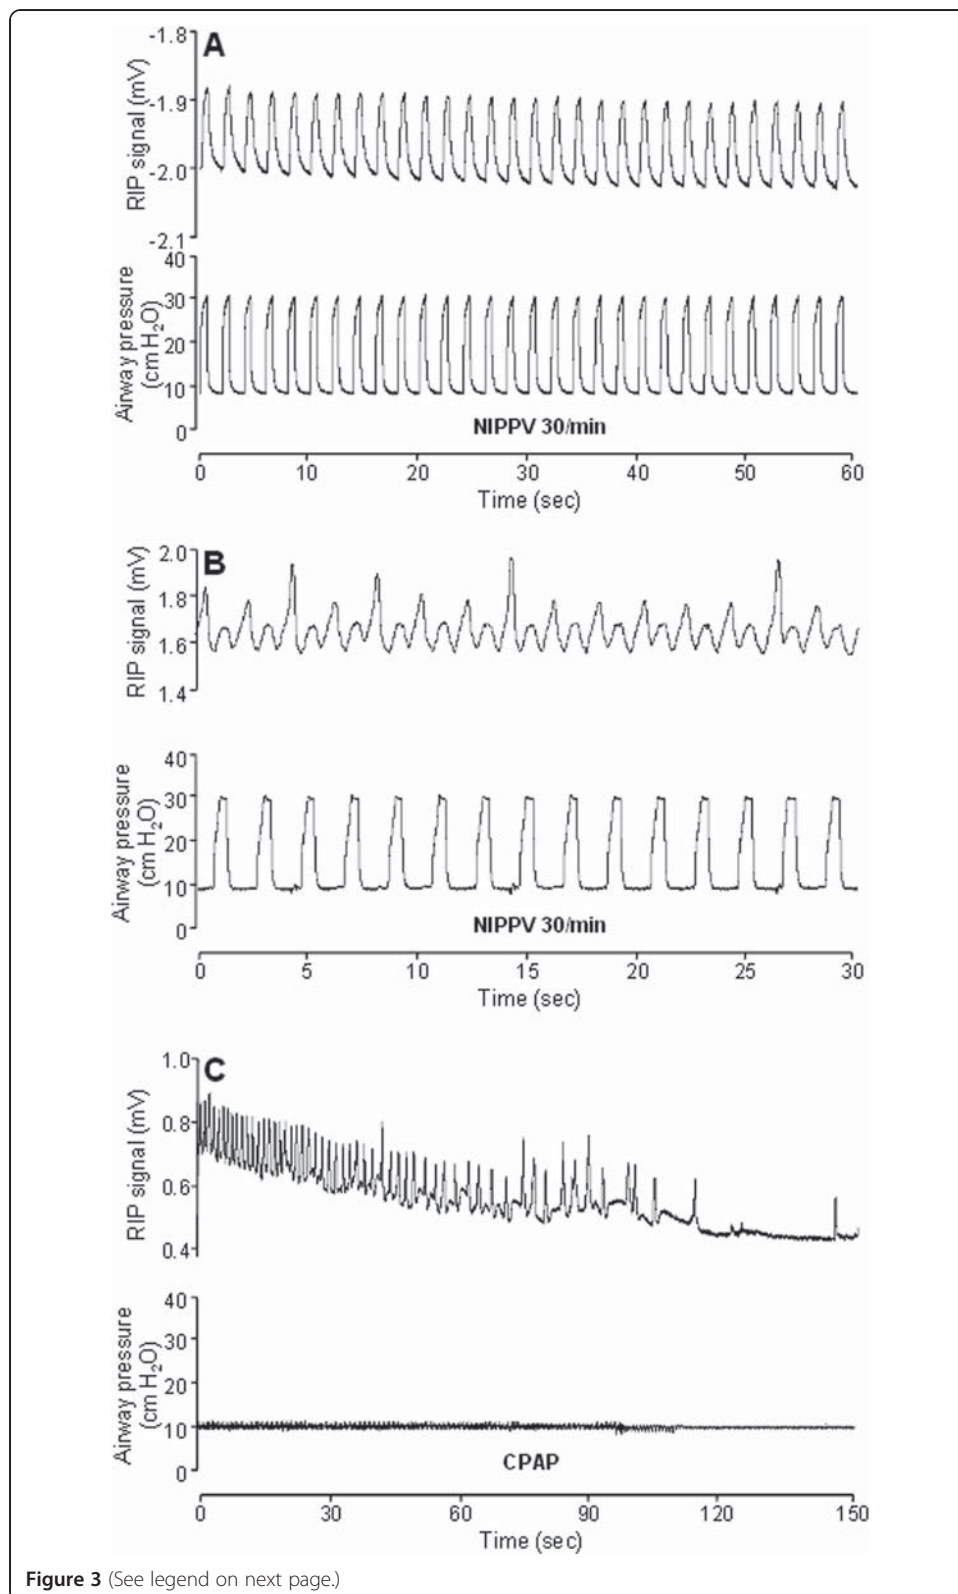 A
RIP signal (mV)
-1.8
-1.9
-2.0
-2.1
Airway pressure
(cm H₂O)
40
30
20
10
0
NIPPV 30/min
0 10 20 30 40 50 60
Time (sec)
B
RIP signal (mV)
2.0
1.8
1.6
1.4
Airway pressure
(cm H₂O)
40
30
20
10
0
NIPPV 30/min
0 5 10 15 20 25 30
Time (sec)
C
RIP signal (mV)
1.0
0.8
0.6
0.4
Airway pressure
(cm H₂O)
40
30
20
10
0
CPAP
0 30 60 90 120 150
Time (sec)
Figure 3 (See legend on next page.)